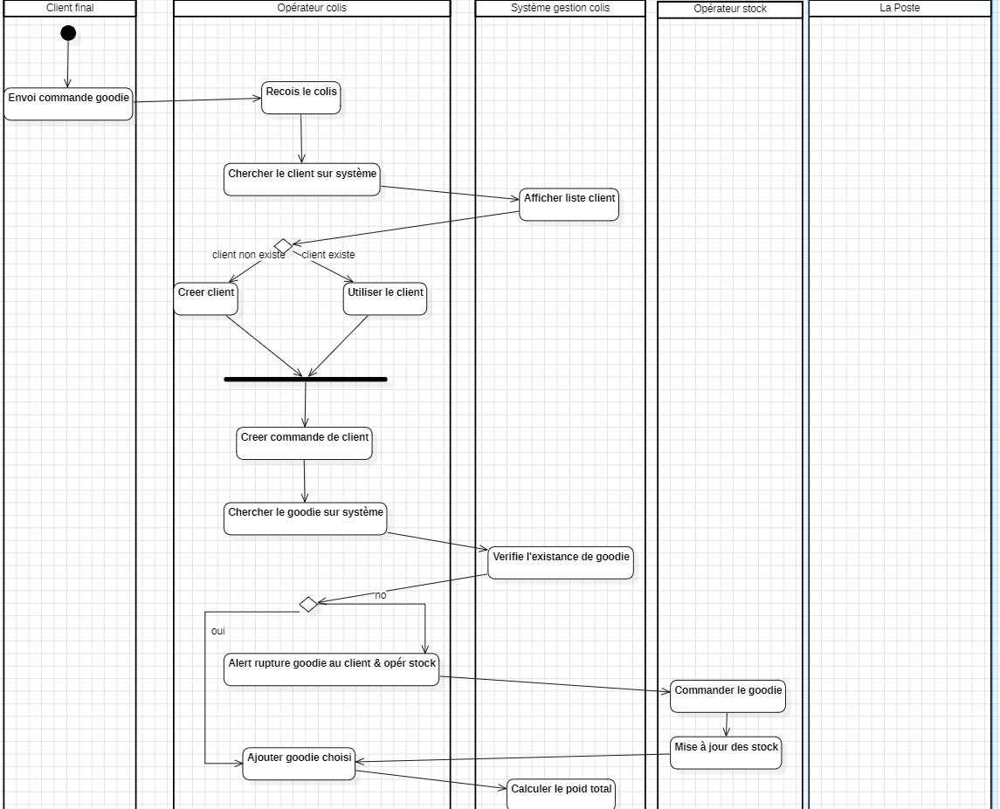 Client final
Opérateur colis
Système gestion colis
Opérateur stock
La Poste
Envoi commande goodie
Recois le colis
Chercher le client sur système
Afficher liste client
client non existe
client existe
Creer client
Utiliser le client
Creer commande de client
Chercher le goodie sur système
Verifie l'existance de goodie
no
oui
Alert rupture goodie au client & opér stock
Commander le goodie
Mise à jour des stock
Ajouter goodie choisi
Calculer le poid total